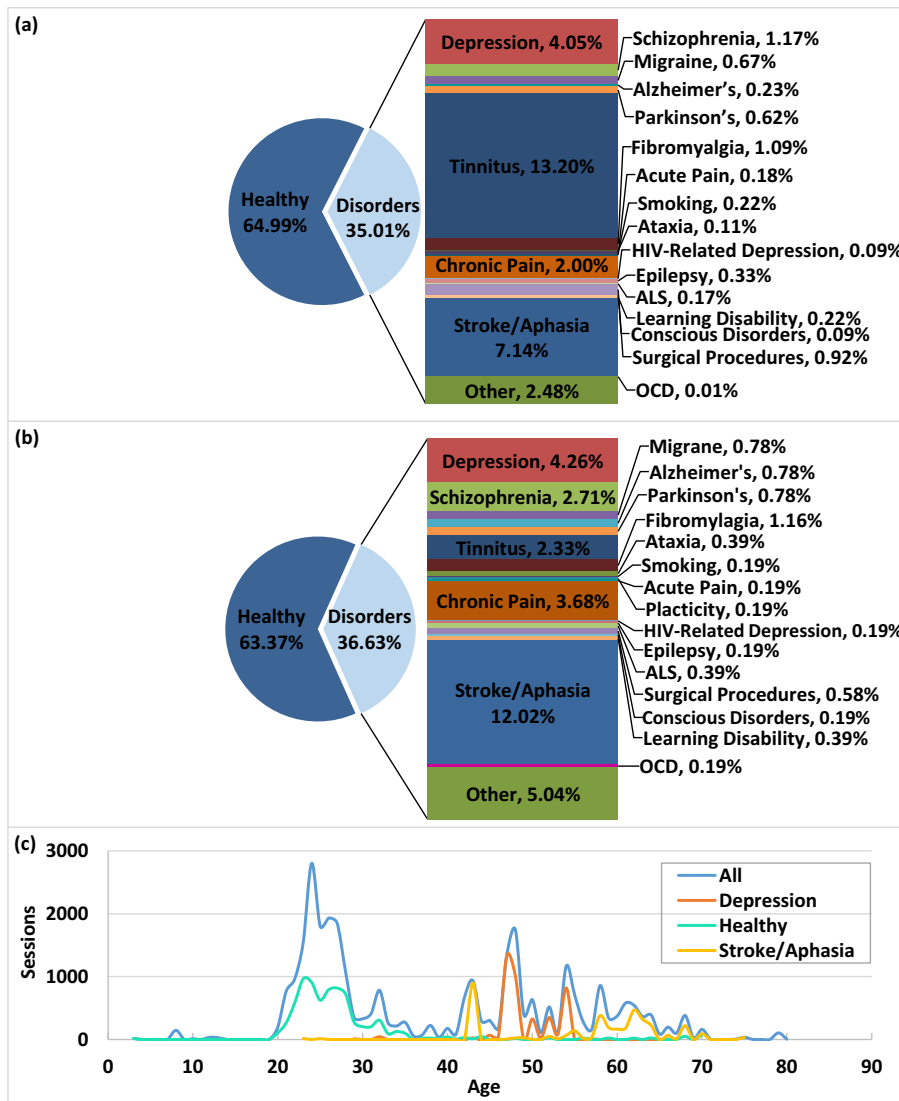 (a)
Healthy
64.99%
Disorders
35.01%
Depression, 4.05%
Tinnitus, 13.20%
Chronic Pain, 2.00%
Stroke/Aphasia
7.14%
Other, 2.48%
Schizophrenia, 1.17%
Migraine, 0.67%
Alzheimer’s, 0.23%
Parkinson’s, 0.62%
Fibromyalgia, 1.09%
Acute Pain, 0.18%
Smoking, 0.22%
Ataxia, 0.11%
HIV-Related Depression, 0.09%
Epilepsy, 0.33%
ALS, 0.17%
Learning Disability, 0.22%
Conscious Disorders, 0.09%
Surgical Procedures, 0.92%
OCD, 0.01%
(b)
Healthy
63.37%
Disorders
36.63%
Depression, 4.26%
Schizophrenia, 2.71%
Tinnitus, 2.33%
Chronic Pain, 3.68%
Stroke/Aphasia
12.02%
Other, 5.04%
Migrane, 0.78%
Alzheimer's, 0.78%
Parkinson's, 0.78%
Fibromylagia, 1.16%
Ataxia, 0.39%
Smoking, 0.19%
Acute Pain, 0.19%
Placticity, 0.19%
HIV-Related Depression, 0.19%
Epilepsy, 0.19%
ALS, 0.39%
Surgical Procedures, 0.58%
Conscious Disorders, 0.19%
Learning Disability, 0.39%
OCD, 0.19%
(c)
3000
2000
1000
0
Sessions
All
Depression
Healthy
Stroke/Aphasia
0 10 20 30 40 50 60 70 80 90
Age